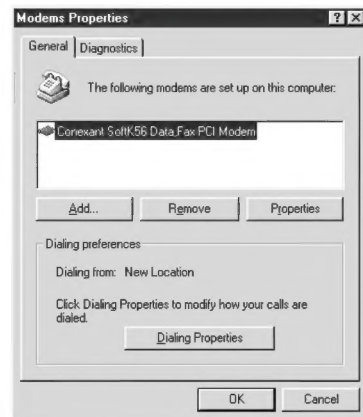 Modems Properties
General
Diagnostics
The following modems are set up on this computer:
Conexant SoftK56 Data,Fax PCI Modem
Add...
Remove
Properties
Dialing preferences
Dialing from: New Location
Click Dialing Properties to modify how your calls are
dialed.
Dialing Properties
OK
Cancel